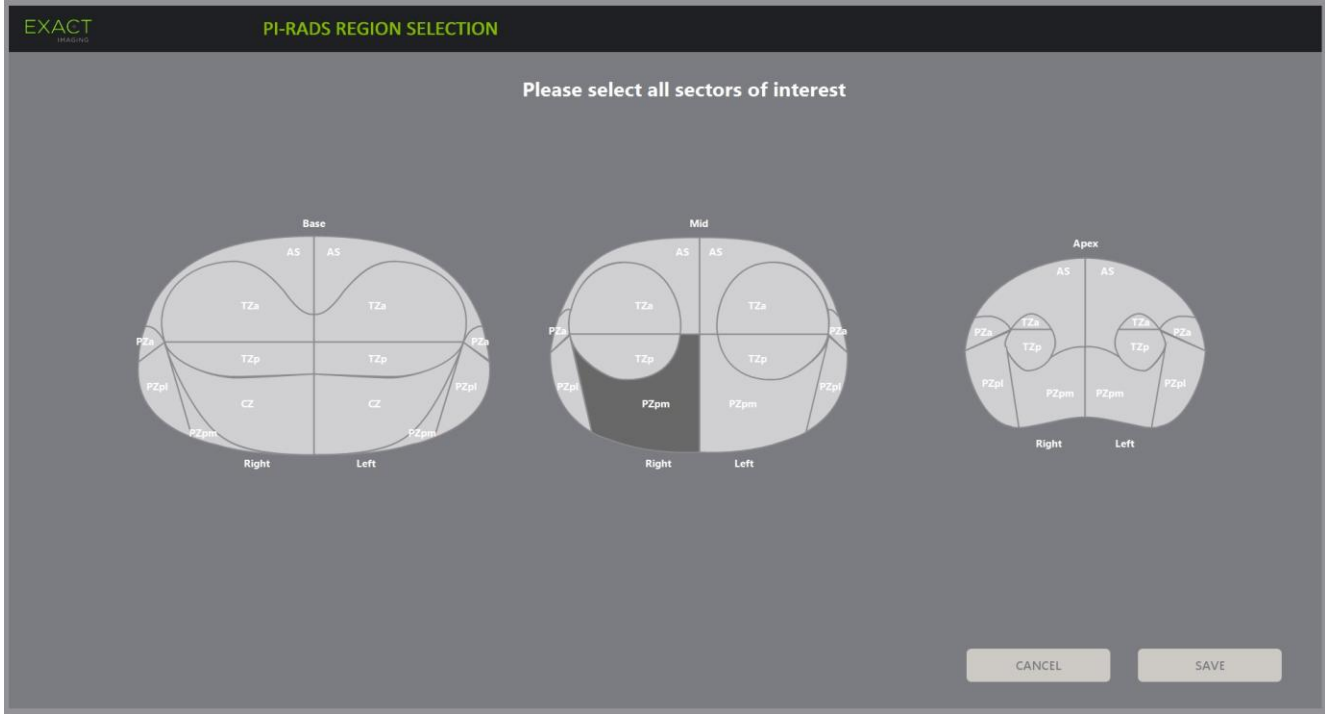 EXACT
IMAGING
PI-RADS REGION SELECTION
Please select all sectors of interest
Base
AS AS
TZa TZa
PZa PZa
TZp TZp
PZpl PZpl
CZ CZ
PZpm PZpm
Right Left
Mid
AS AS
TZa TZa
PZa PZa
TZp TZp
PZpl PZpl
PZpm PZpm
Right Left
Apex
AS AS
TZa TZa
PZa PZa
TZp TZp
PZpl PZpl
PZpm PZpm
Right Left
CANCEL SAVE